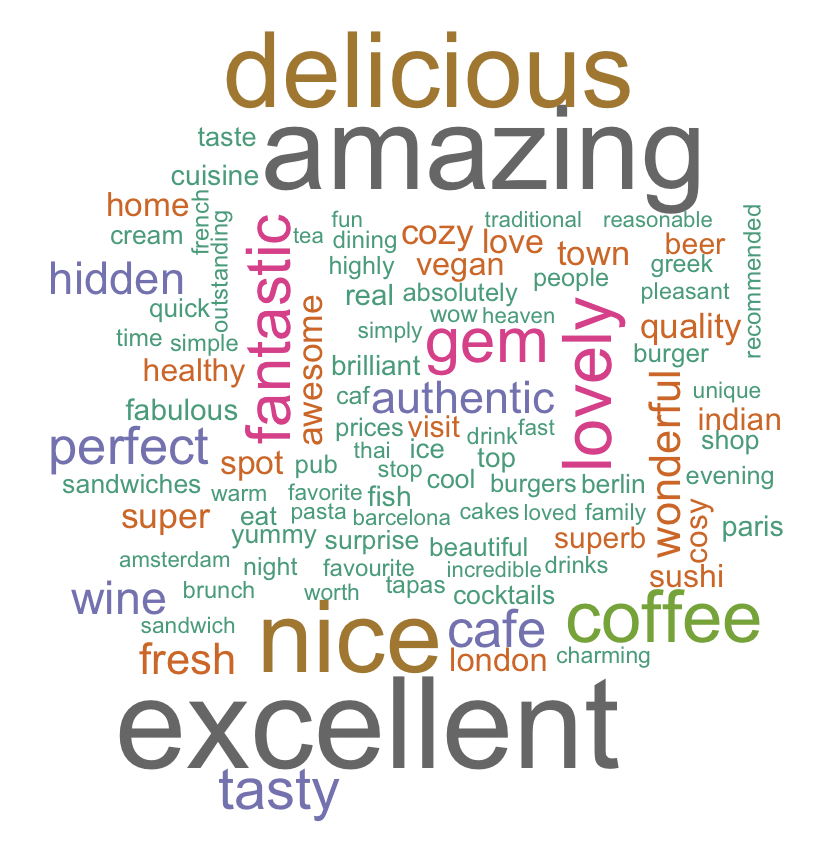 delicious
amazing
taste
cuisine
home
french
cream
outstanding
fantastic
tea
fun
dining
cozy
traditional
love
reasonable
town
beer
recommended
hidden
highly
vegan
people
greek
quick
real
absolutely
pleasant
time
simple
awesome
simply
wow
heaven
gem
lovely
quality
burger
healthy
brilliant
fabulous
caf
authentic
wonderful
unique
indian
perfect
prices
visit
drink
fast
shop
spot
pub
thai
ice
top
stop
cool
burgers
berlin
evening
sandwiches
warm
favorite
fish
super
eat
pasta
barcelona
cakes
loved
family
cosy
paris
yummy
surprise
beautiful
superb
amsterdam
night
favourite
incredible
drinks
sushi
wine
brunch
worth
tapas
cocktails
sandwich
nice
cafe
coffee
fresh
london
charming
excellent
tasty